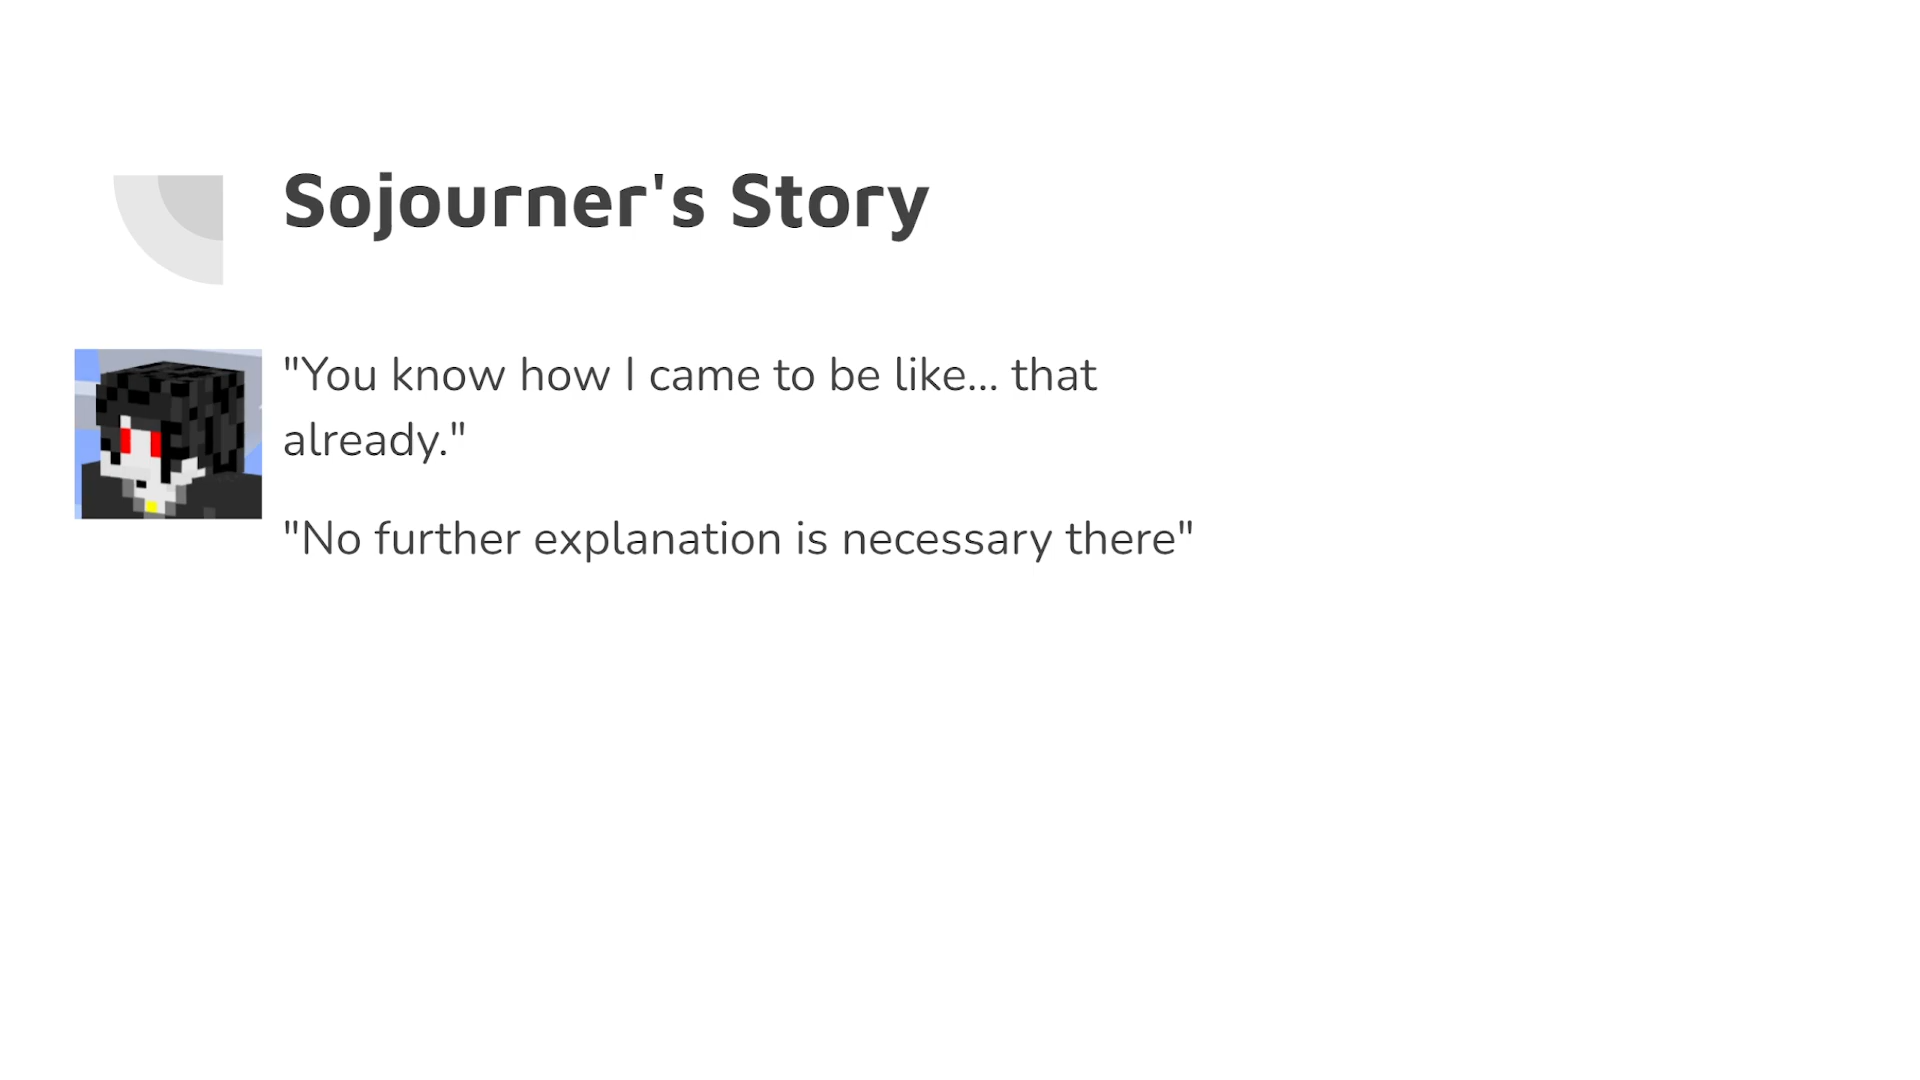 Sojourner's Story
"You know how I came to be like... that
already."
"No further explanation is necessary there"